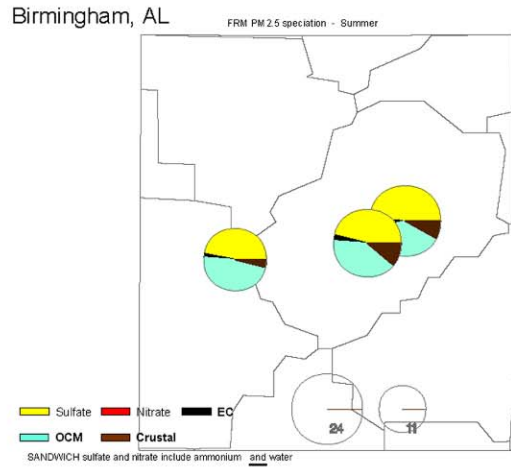 Birmingham, AL
FRM PM 2.5 speciation - Summer
24 11
Sulfate Nitrate EC
OCM Crustal
SANDWICH sulfate and nitrate include ammonium and water